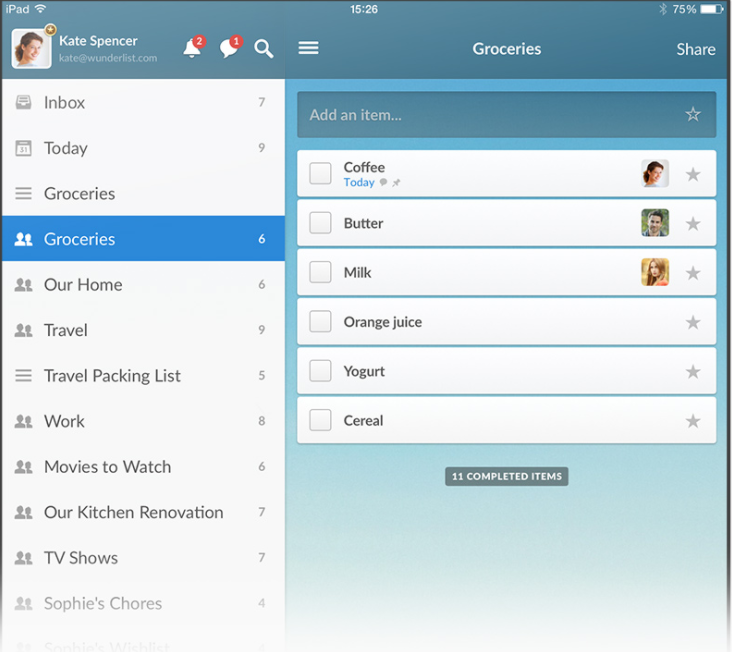 iPad 15:26 75%
Kate Spencer
kate@wunderlist.com
2
1
Groceries
Share
Inbox 7
31 Today 9
Groceries
Groceries 6
Our Home 6
Travel 9
Travel Packing List 5
Work 8
Movies to Watch 6
Our Kitchen Renovation 7
TV Shows 7
Sophie's Chores 4
Sophie's Wishlist
Add an item...
Coffee
Today
Butter
Milk
Orange juice
Yogurt
Cereal
11 COMPLETED ITEMS